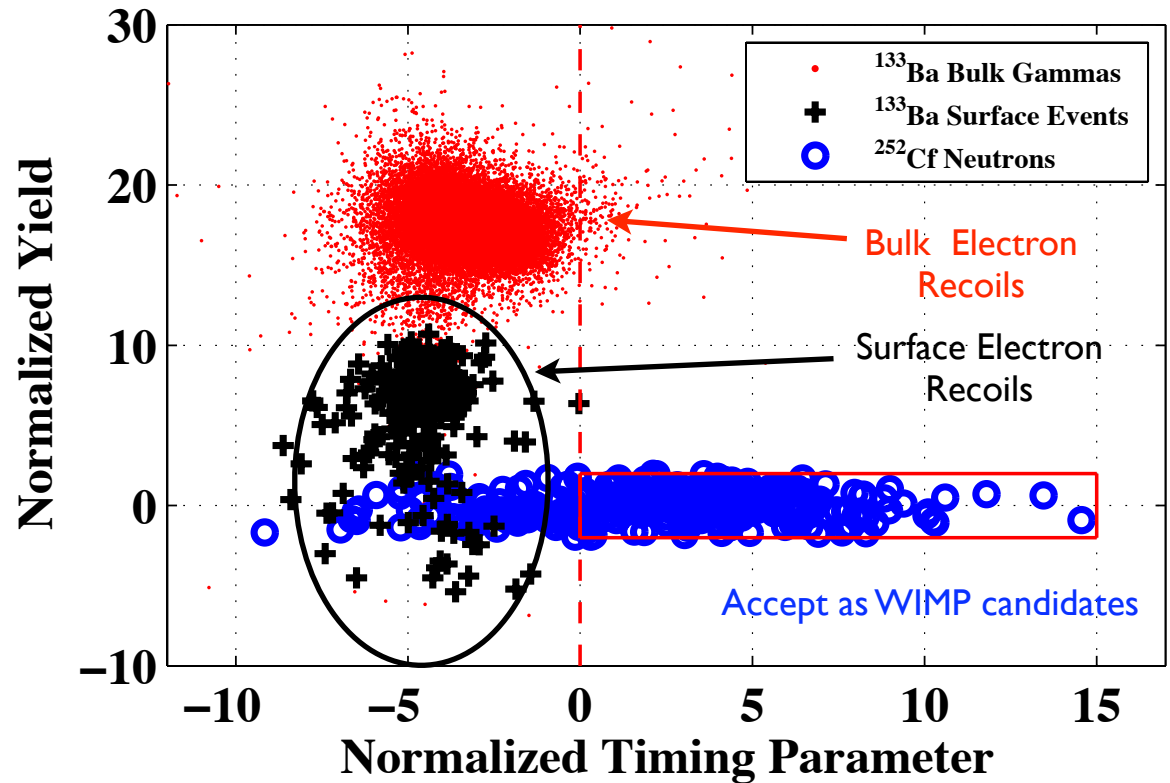 30
20
10
0
−10
−10
−5
0
5
10
15
Normalized Yield
Normalized Timing Parameter
¹³³Ba Bulk Gammas
¹³³Ba Surface Events
²⁵²Cf Neutrons
Bulk Electron
Recoils
Surface Electron
Recoils
Accept as WIMP candidates